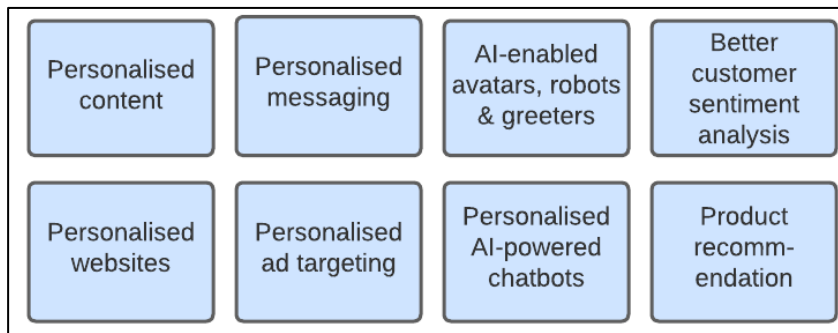 Personalised
content
Personalised
messaging
AI-enabled
avatars, robots
& greeters
Better
customer
sentiment
analysis
Personalised
websites
Personalised
ad targeting
Personalised
AI-powered
chatbots
Product
recomm-
endation